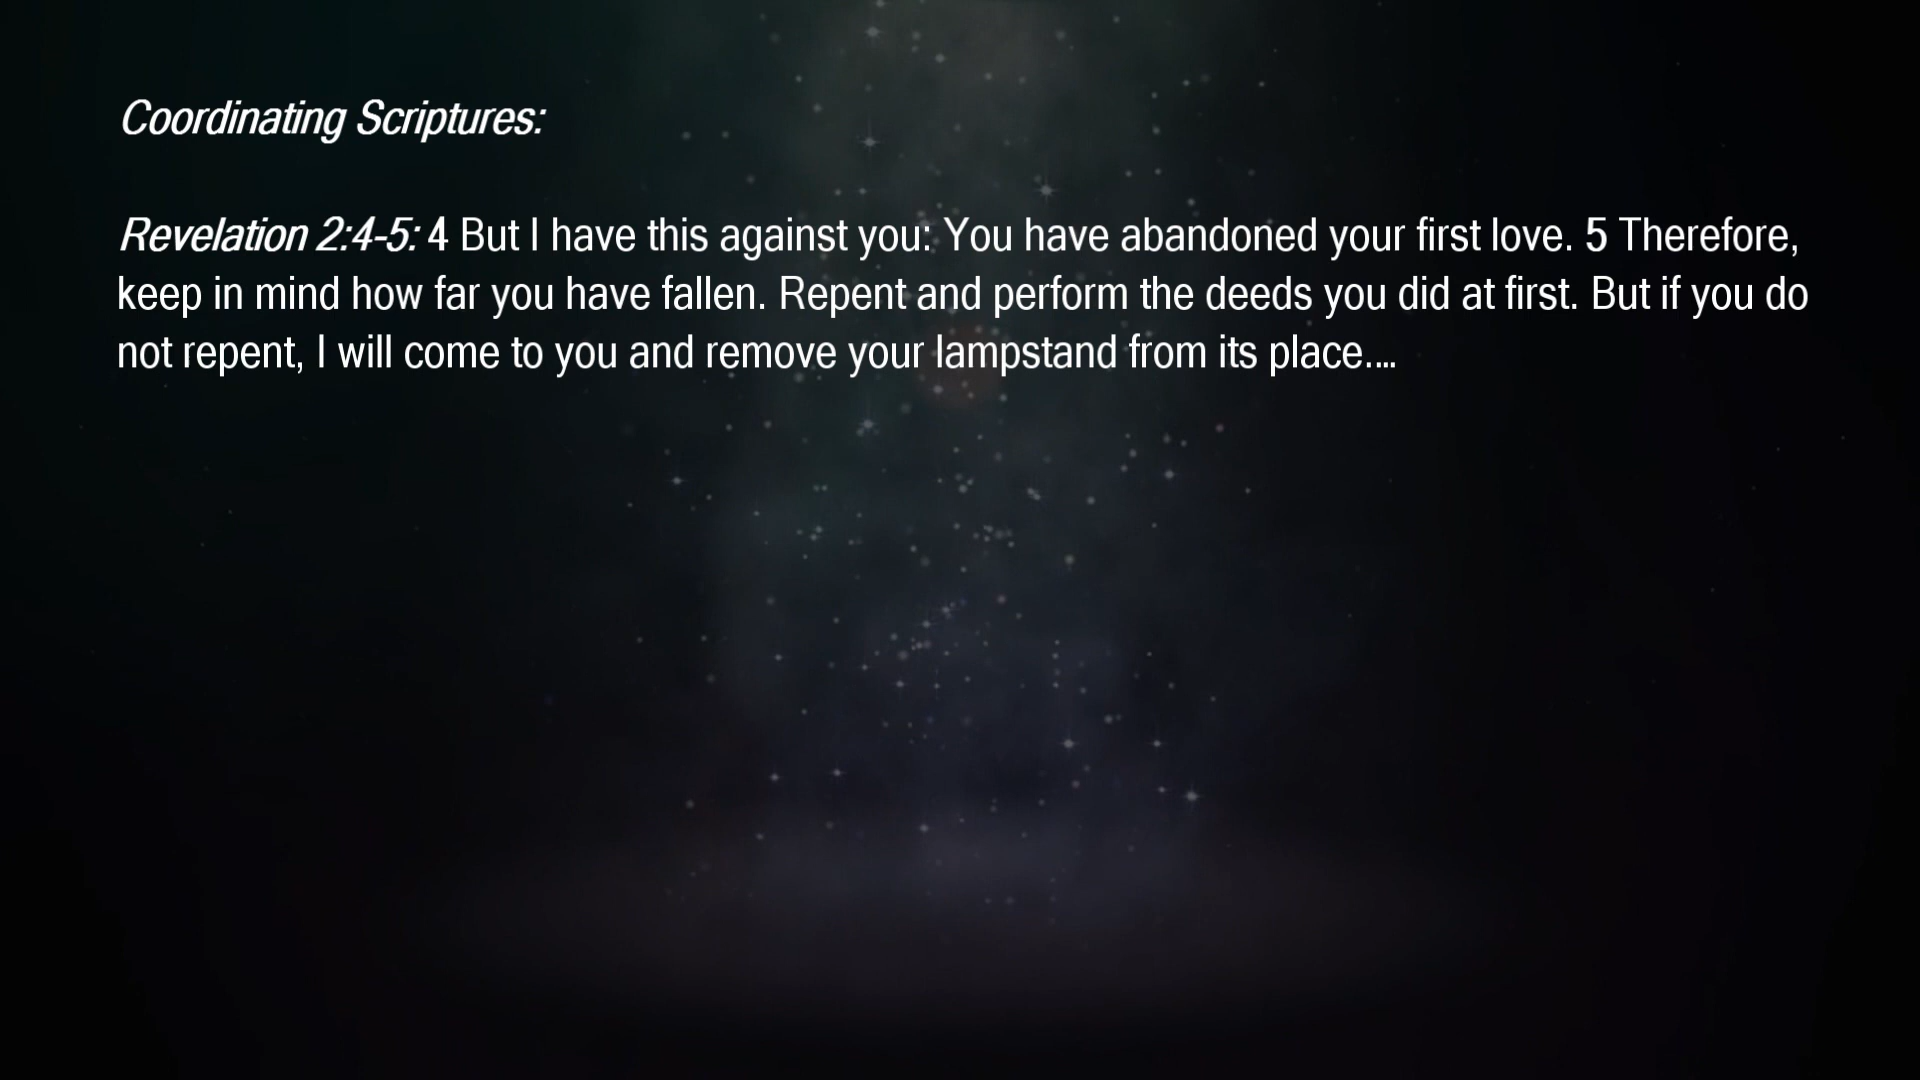 Coordinating Scriptures:
Revelation 2:4-5: 4 But I have this against you: You have abandoned your first love. 5 Therefore,
keep in mind how far you have fallen. Repent and perform the deeds you did at first. But if you do
not repent, I will come to you and remove your lampstand from its place....